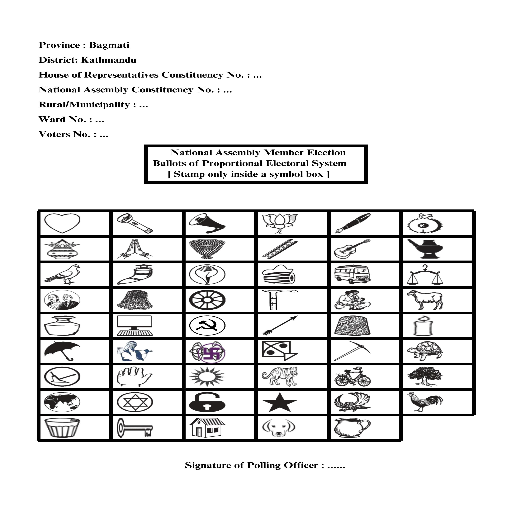 Province : Bagmati
District: Kathmandu
House of Representatives Constituency No. : ...
National Assembly Constituency No. : ...
Rural/Municipality : ...
Ward No. : ...
Voters No. : ...
National Assembly Member Election
Ballots of Proportional Electoral System
[ Stamp only inside a symbol box ]
Signature of Polling Officer : ......